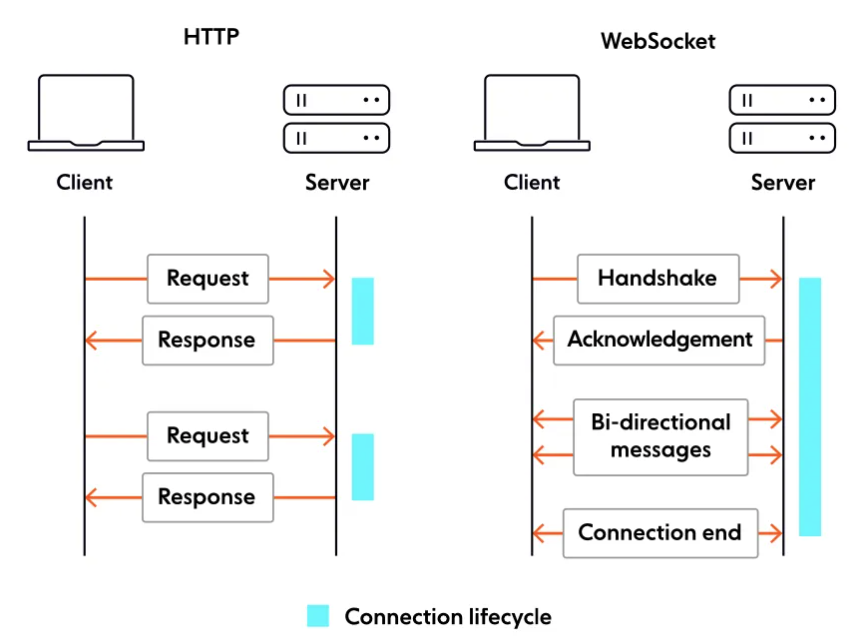 HTTP
Client
Server
Request
Response
Request
Response
WebSocket
Client
Server
Handshake
Acknowledgement
Bi-directional
messages
Connection end
Connection lifecycle